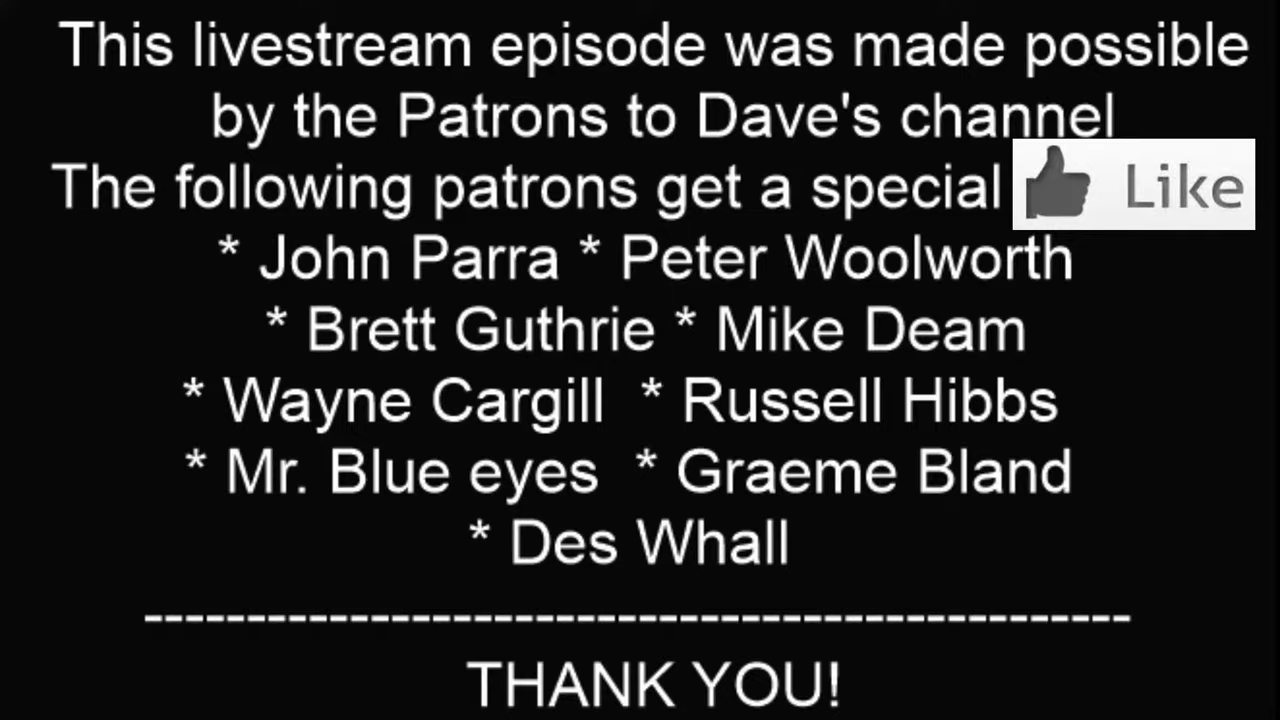 This livestream episode was made possible
by the Patrons to Dave's channel
The following patrons get a special Like
* John Parra * Peter Woolworth
* Brett Guthrie * Mike Deam
* Wayne Cargill * Russell Hibbs
* Mr. Blue eyes * Graeme Bland
* Des Whall
------------------------------------------------
THANK YOU!